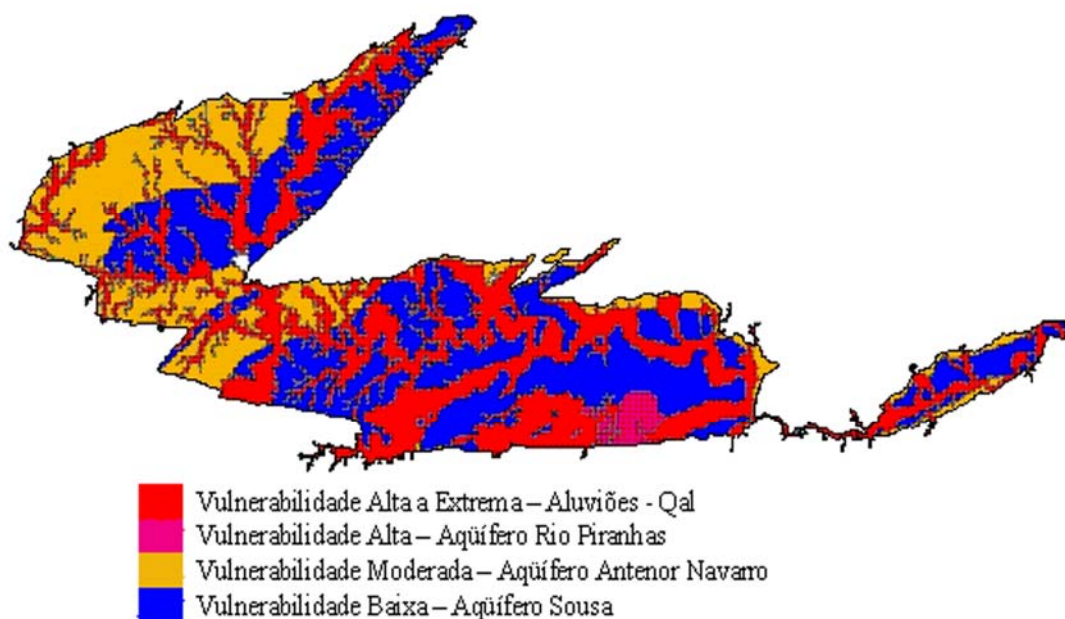 Vulnerabilidade Alta a Extrema – Aluviões - Qal
Vulnerabilidade Alta – Aqüífero Rio Piranhas
Vulnerabilidade Moderada – Aqüífero Antenor Navarro
Vulnerabilidade Baixa – Aqüífero Sousa